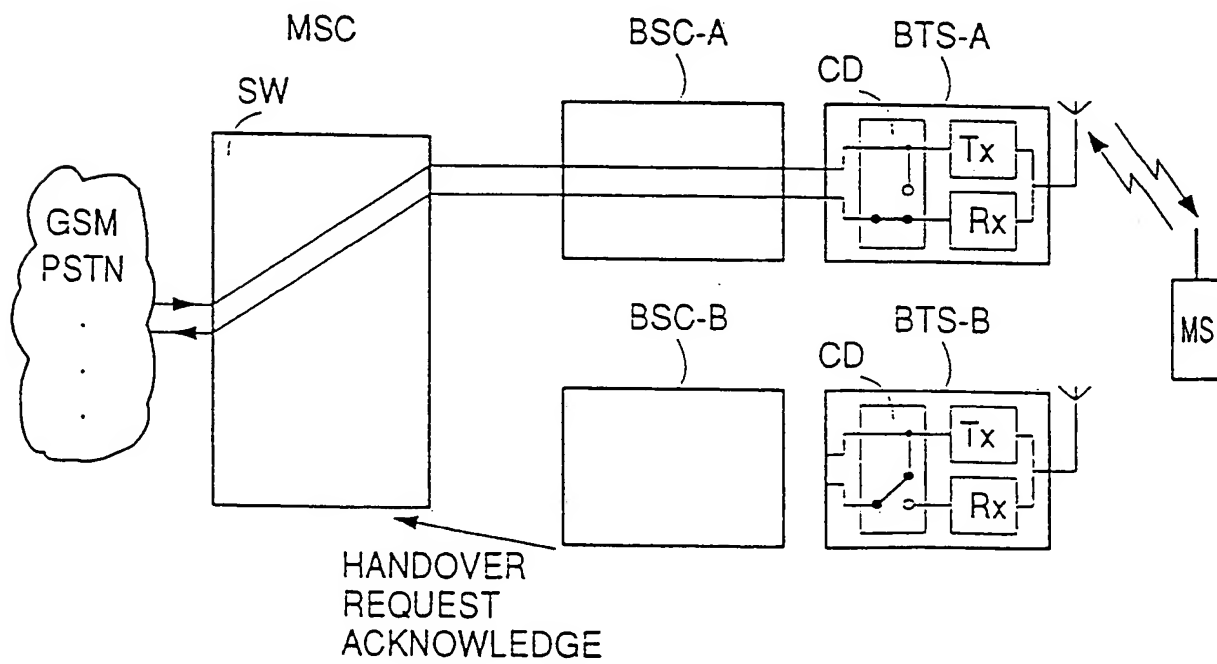 MSC
BSC-A
BTS-A
SW
CD
Tx
Rx
GSM
PSTN
.
.
.
MS
BSC-B
BTS-B
CD
Tx
Rx
HANDOVER
REQUEST
ACKNOWLEDGE